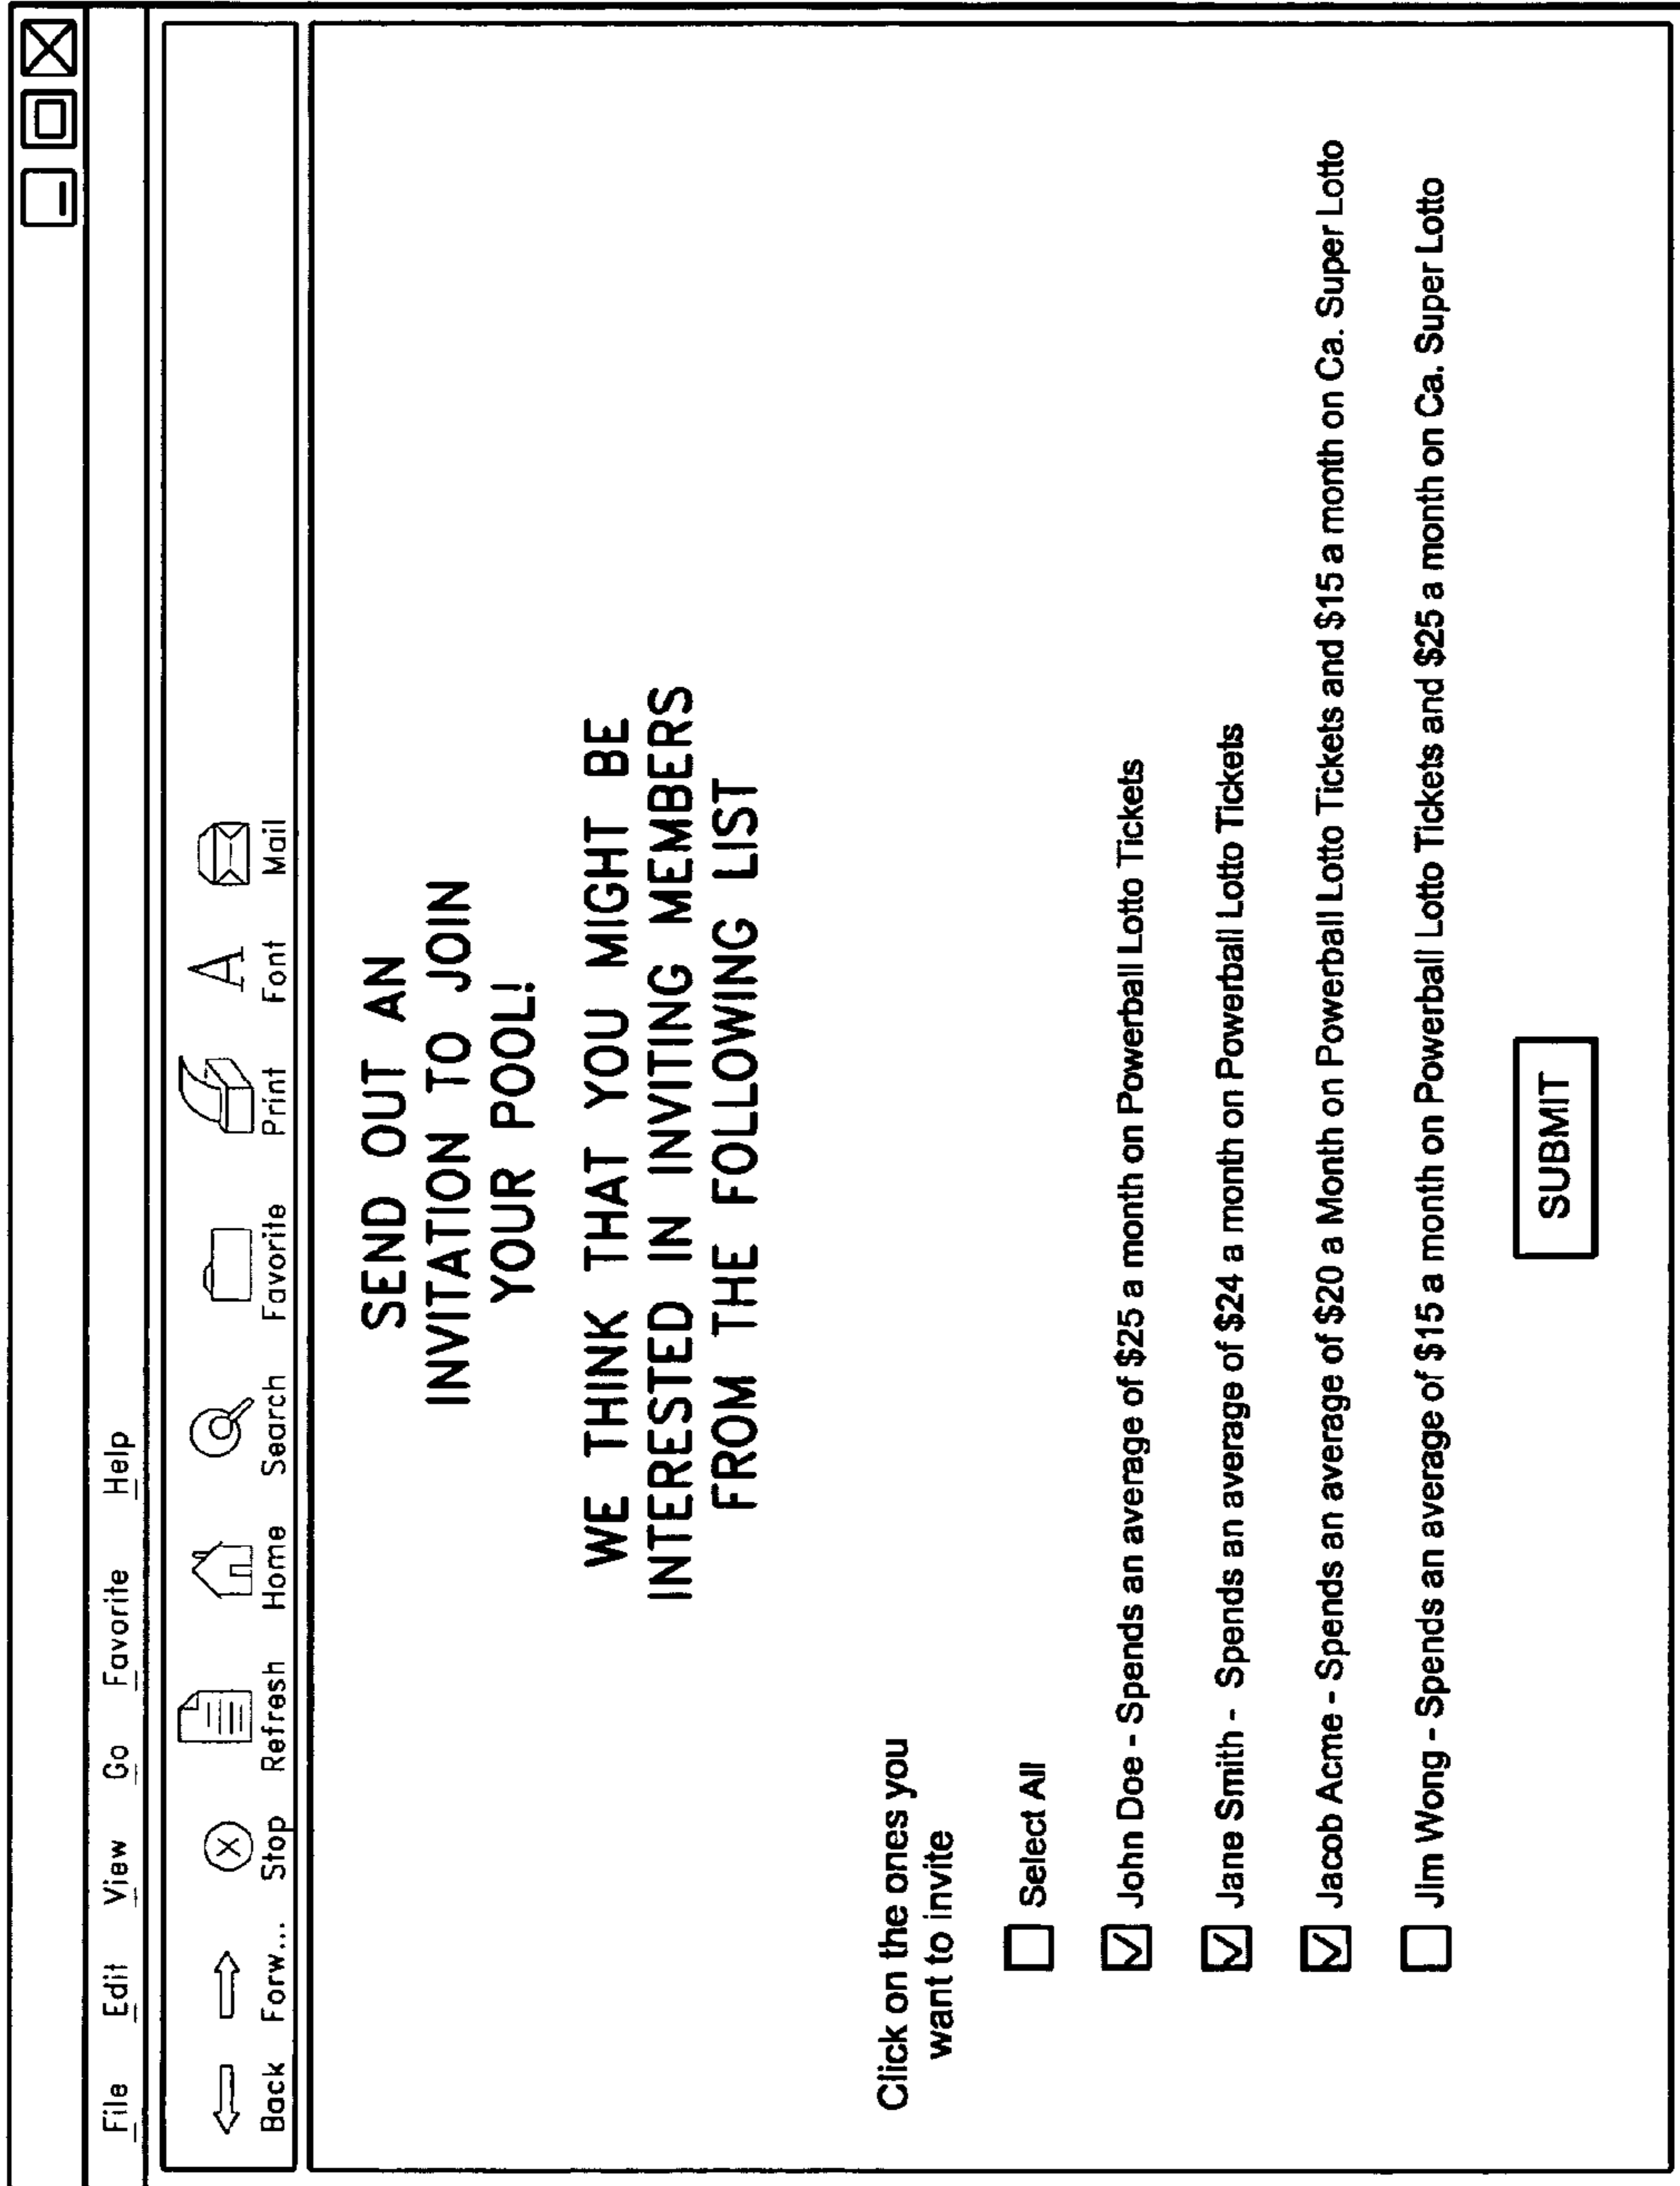 File Edit View Go Favorite Help
Back Forw... Stop Refresh Home Search Favorite Print Font Mail
SEND OUT AN
INVITATION TO JOIN
YOUR POOL!
WE THINK THAT YOU MIGHT BE
INTERESTED IN INVITING MEMBERS
FROM THE FOLLOWING LIST
Click on the ones you
want to invite
Select All
John Doe - Spends an average of $25 a month on Powerball Lotto Tickets
Jane Smith - Spends an average of $24 a month on Powerball Lotto Tickets
Jacob Acme - Spends an average of $20 a Month on Powerball Lotto Tickets and $15 a month on Ca. Super Lotto
Jim Wong - Spends an average of $15 a month on Powerball Lotto Tickets and $25 a month on Ca. Super Lotto
SUBMIT